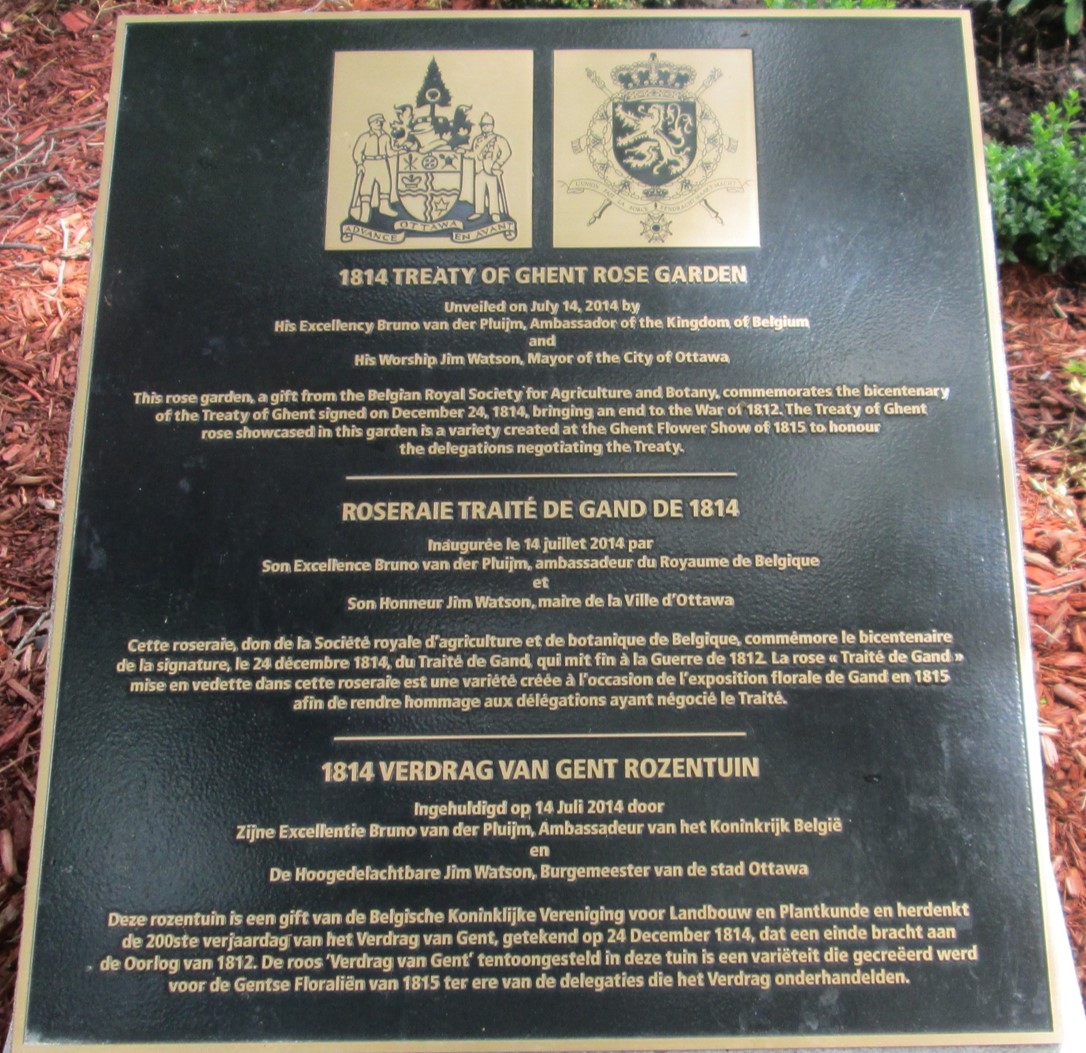 ADVANCE OTTAWA EN AVANT
L'UNION FAIT LA FORCE EENDRACHT MAAKT MACHT
1814 TREATY OF GHENT ROSE GARDEN
Unveiled on July 14, 2014 by
His Excellency Bruno van der Pluijm, Ambassador of the Kingdom of Belgium
and
His Worship Jim Watson, Mayor of the City of Ottawa
This rose garden, a gift from the Belgian Royal Society for Agriculture and Botany, commemorates the bicentenary
of the Treaty of Ghent signed on December 24, 1814, bringing an end to the War of 1812. The Treaty of Ghent
rose showcased in this garden is a variety created at the Ghent Flower Show of 1815 to honour
the delegations negotiating the Treaty.
ROSERAIE TRAITÉ DE GAND DE 1814
Inaugurée le 14 juillet 2014 par
Son Excellence Bruno van der Pluijm, ambassadeur du Royaume de Belgique
et
Son Honneur Jim Watson, maire de la Ville d'Ottawa
Cette roseraie, don de la Société royale d'agriculture et de botanique de Belgique, commémore le bicentenaire
de la signature, le 24 décembre 1814, du Traité de Gand, qui mit fin à la Guerre de 1812. La rose « Traité de Gand »
mise en vedette dans cette roseraie est une variété créée à l'occasion de l'exposition florale de Gand en 1815
afin de rendre hommage aux délégations ayant négocié le Traité.
1814 VERDRAG VAN GENT ROZENTUIN
Ingehuldigd op 14 Juli 2014 door
Zijne Excellentie Bruno van der Pluijm, Ambassadeur van het Koninkrijk België
en
De Hoogedelachtbare Jim Watson, Burgemeester van de stad Ottawa
Deze rozentuin is een gift van de Belgische Koninklijke Vereniging voor Landbouw en Plantkunde en herdenkt
de 200ste verjaardag van het Verdrag van Gent, getekend op 24 December 1814, dat een einde bracht aan
de Oorlog van 1812. De roos 'Verdrag van Gent' tentoongesteld in deze tuin is een variëteit die gecreëerd werd
voor de Gentse Floraliën van 1815 ter ere van de delegaties die het Verdrag onderhandelden.